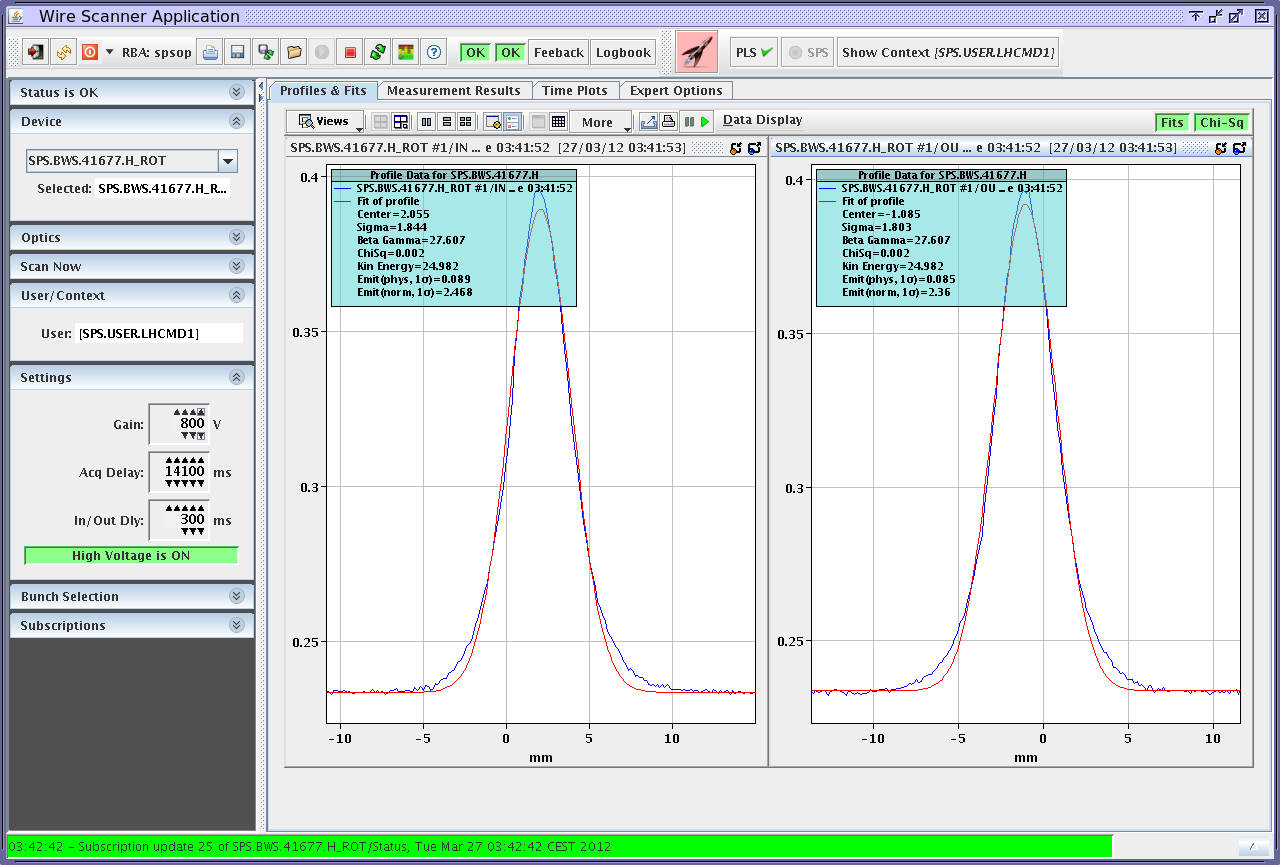 Wire Scanner Application
RBA: spsop
OK
OK
Feeback
Logbook
PLS
SPS
Show Context [SPS.USER.LHCMD1]
Status is OK
Device
SPS.BWS.41677.H_ROT
Selected: SPS.BWS.41677.H_R...
Optics
Scan Now
User/Context
User: [SPS.USER.LHCMD1]
Settings
Gain: 800 V
Acq Delay: 14100 ms
In/Out Dly: 300 ms
High Voltage is ON
Bunch Selection
Subscriptions
Profiles & Fits
Measurement Results
Time Plots
Expert Options
Views
More
Data Display
Fits
Chi-Sq
SPS.BWS.41677.H_ROT #1/IN ... e 03:41:52 [27/03/12 03:41:53]
0.4
0.35
0.3
0.25
Profile Data for SPS.BWS.41677.H
SPS.BWS.41677.H_ROT #1/IN ... e 03:41:52
Fit of profile
Center=2.055
Sigma=1.844
Beta Gamma=27.607
ChiSq=0.002
Kin Energy=24.982
Emit(phys, 1σ)=0.089
Emit(norm, 1σ)=2.468
-10 -5 0 5 10
mm
SPS.BWS.41677.H_ROT #1/OU ... e 03:41:52 [27/03/12 03:41:53]
0.4
0.35
0.3
0.25
Profile Data for SPS.BWS.41677.H
SPS.BWS.41677.H_ROT #1/OU ... e 03:41:52
Fit of profile
Center=-1.085
Sigma=1.803
Beta Gamma=27.607
ChiSq=0.002
Kin Energy=24.982
Emit(phys, 1σ)=0.085
Emit(norm, 1σ)=2.36
-10 -5 0 5 10
mm
03:42:42 - Subscription update 25 of SPS.BWS.41677.H_ROT/Status, Tue Mar 27 03:42:42 CEST 2012